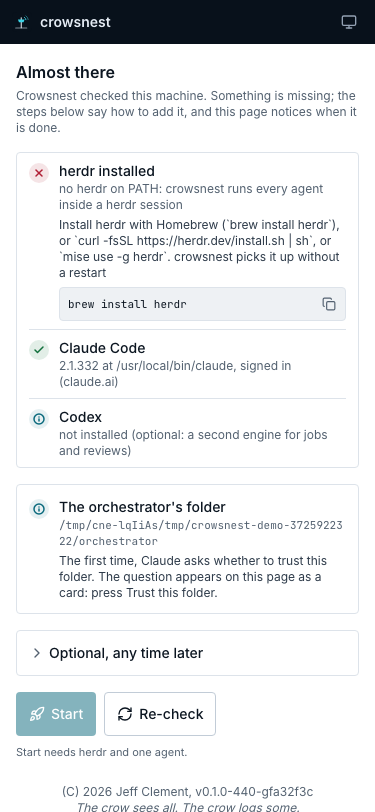 crowsnest
Almost there
Crowsnest checked this machine. Something is missing; the
steps below say how to add it, and this page notices when it
is done.
herdr installed
no herdr on PATH: crowsnest runs every agent
inside a herdr session
Install herdr with Homebrew (`brew install herdr`),
or `curl -fsSL https://herdr.dev/install.sh | sh`, or
`mise use -g herdr`. crowsnest picks it up without
a restart
brew install herdr
Claude Code
2.1.332 at /usr/local/bin/claude, signed in
(claude.ai)
Codex
not installed (optional: a second engine for jobs
and reviews)
The orchestrator's folder
/tmp/cne-lqIiAs/tmp/crowsnest-demo-37259223
22/orchestrator
The first time, Claude asks whether to trust this
folder. The question appears on this page as a
card: press Trust this folder.
Optional, any time later
Start
Re-check
Start needs herdr and one agent.
(C) 2026 Jeff Clement, v0.1.0-440-gfa32f3c
The crow sees all. The crow logs some.